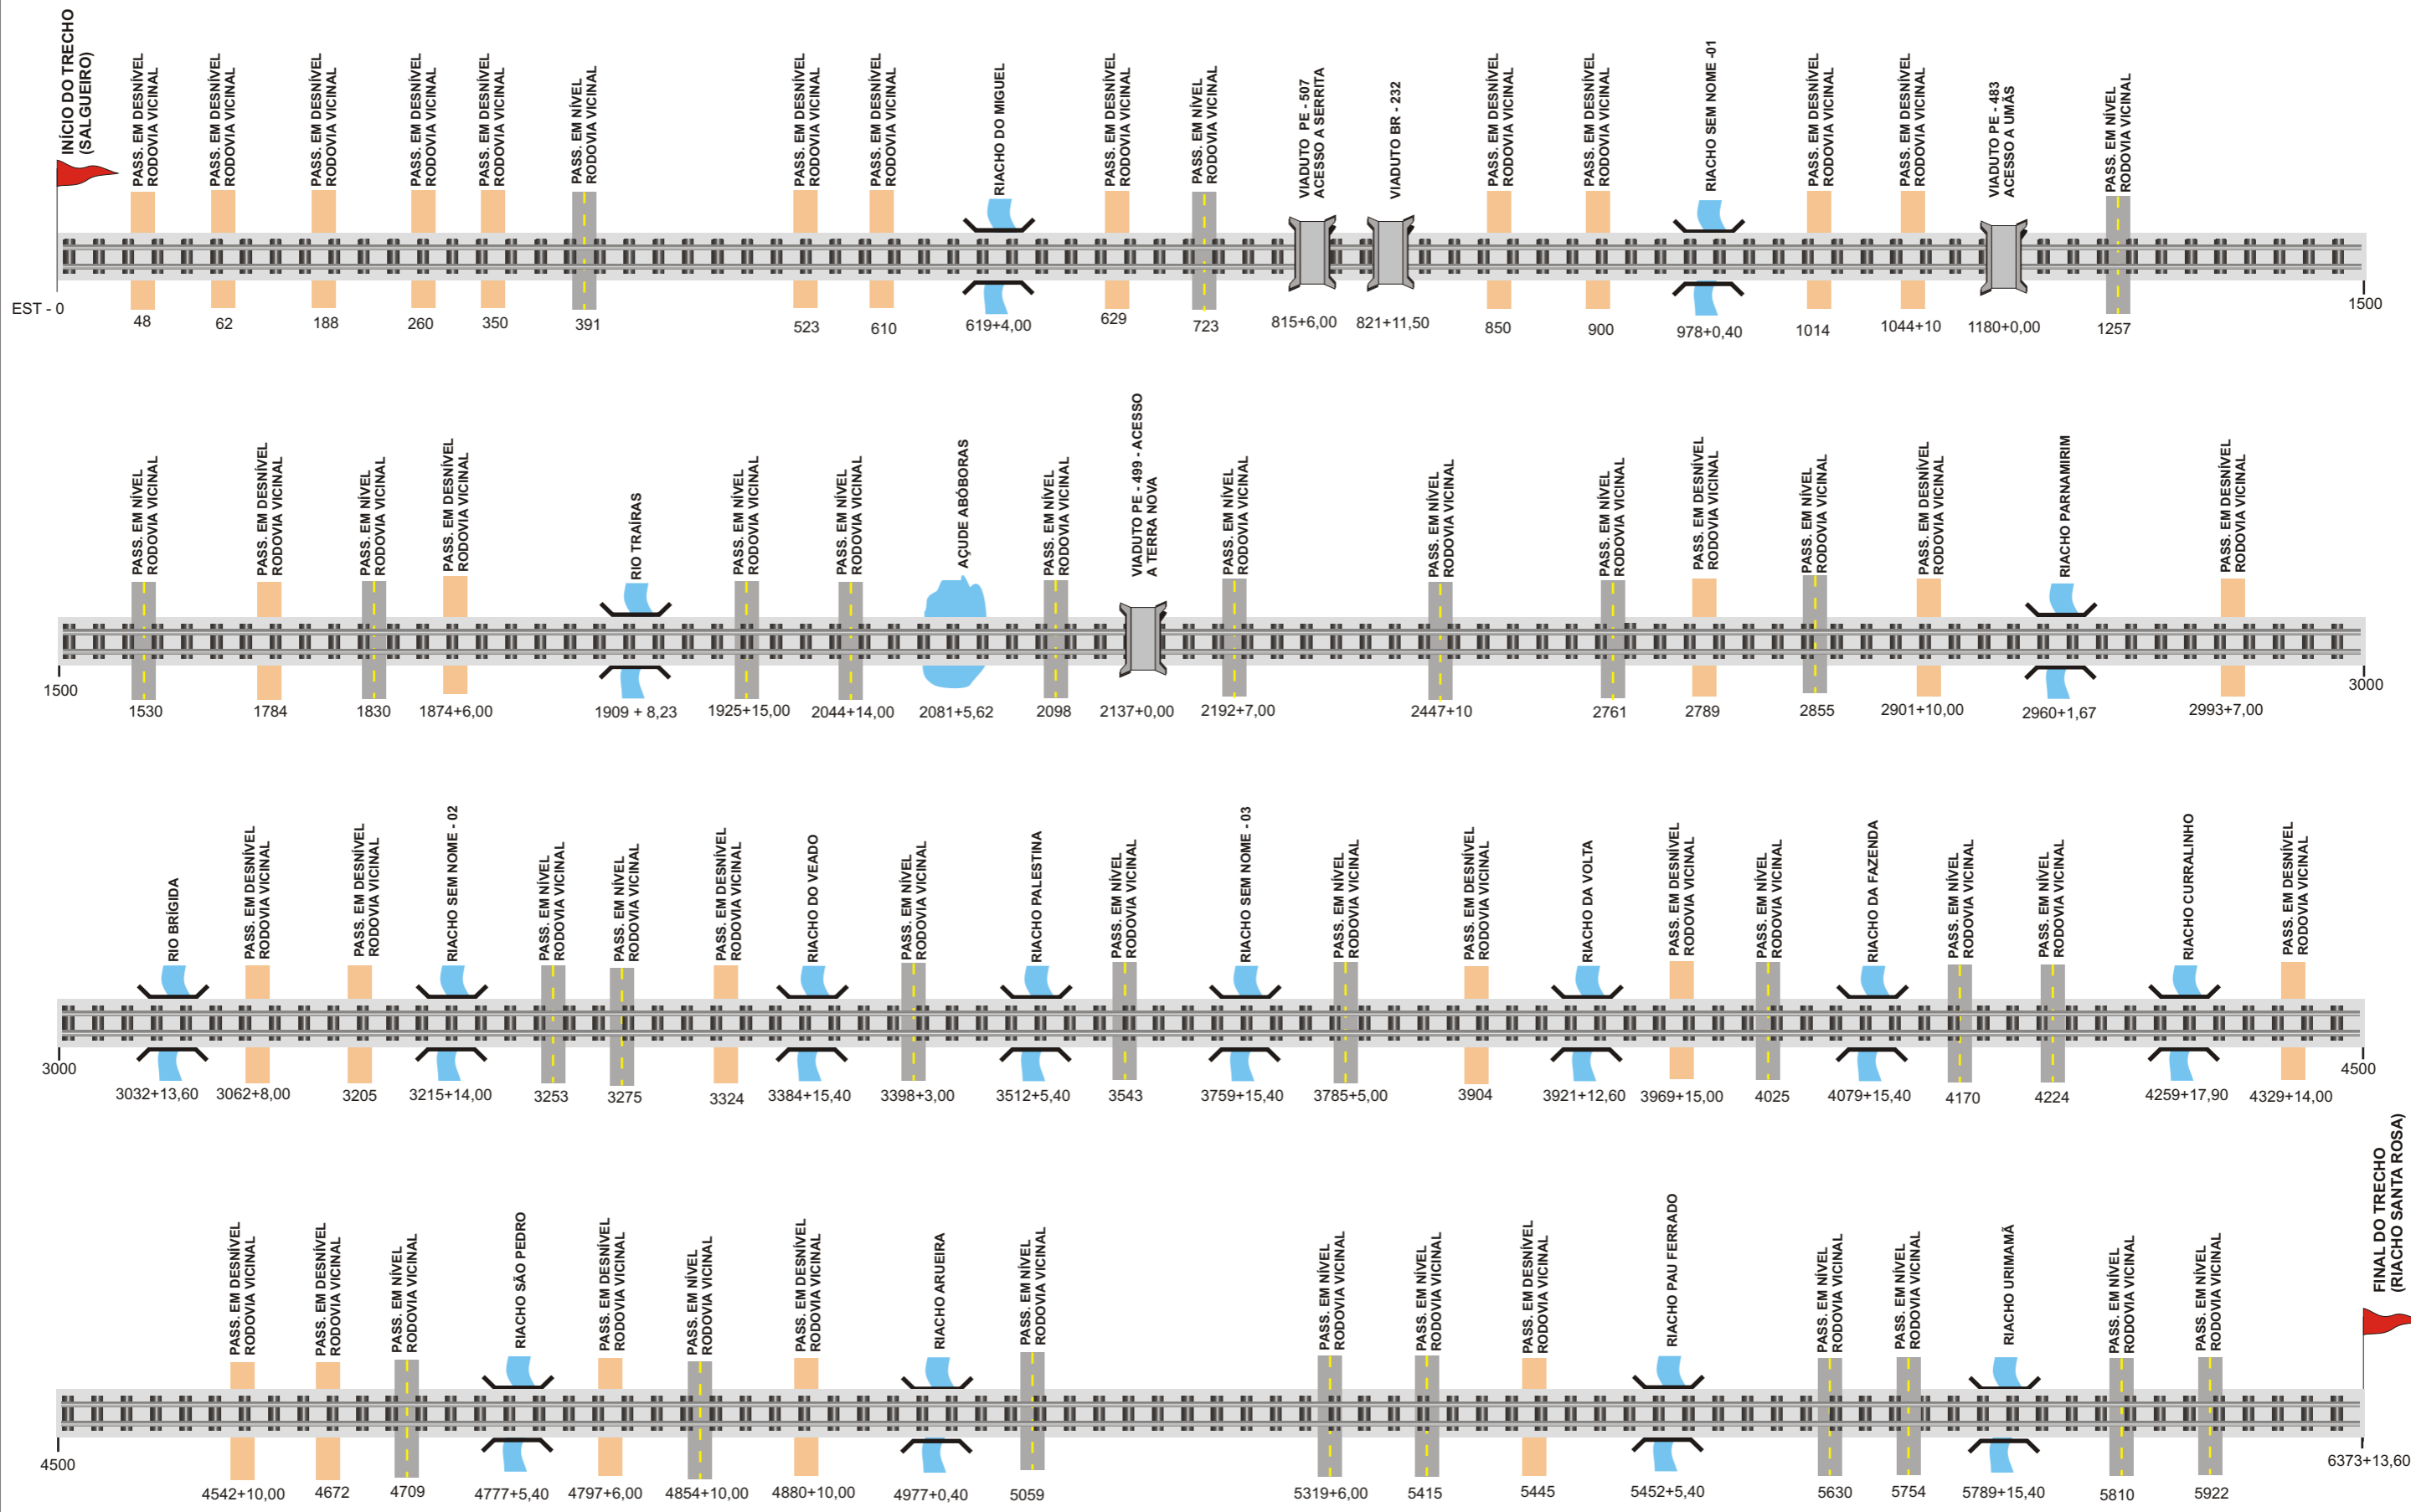 INÍCIO DO TRECHO
(SALGUEIRO)
PASS. EM DESNÍVEL
RODOVIA VICINAL
PASS. EM DESNÍVEL
RODOVIA VICINAL
PASS. EM DESNÍVEL
RODOVIA VICINAL
PASS. EM DESNÍVEL
RODOVIA VICINAL
PASS. EM DESNÍVEL
RODOVIA VICINAL
PASS. EM NÍVEL
RODOVIA VICINAL
PASS. EM DESNÍVEL
RODOVIA VICINAL
PASS. EM DESNÍVEL
RODOVIA VICINAL
RIACHO DO MIGUEL
PASS. EM DESNÍVEL
RODOVIA VICINAL
PASS. EM NÍVEL
RODOVIA VICINAL
VIADUTO PE - 507
ACESSO A SERRITA
VIADUTO BR - 232
PASS. EM DESNÍVEL
RODOVIA VICINAL
PASS. EM DESNÍVEL
RODOVIA VICINAL
RIACHO SEM NOME -01
PASS. EM DESNÍVEL
RODOVIA VICINAL
PASS. EM DESNÍVEL
RODOVIA VICINAL
VIADUTO PE - 483
ACESSO A UMÃS
PASS. EM NÍVEL
RODOVIA VICINAL
EST - 0
48
62
188
260
350
391
523
610
619+4,00
629
723
815+6,00
821+11,50
850
900
978+0,40
1014
1044+10
1180+0,00
1257
1500
PASS. EM NÍVEL
RODOVIA VICINAL
PASS. EM DESNÍVEL
RODOVIA VICINAL
PASS. EM NÍVEL
RODOVIA VICINAL
PASS. EM DESNÍVEL
RODOVIA VICINAL
RIO TRAÍRAS
PASS. EM NÍVEL
RODOVIA VICINAL
PASS. EM NÍVEL
RODOVIA VICINAL
AÇUDE ABÓBORAS
PASS. EM NÍVEL
RODOVIA VICINAL
VIADUTO PE - 499 - ACESSO
A TERRA NOVA
PASS. EM NÍVEL
RODOVIA VICINAL
PASS. EM NÍVEL
RODOVIA VICINAL
PASS. EM NÍVEL
RODOVIA VICINAL
PASS. EM DESNÍVEL
RODOVIA VICINAL
PASS. EM NÍVEL
RODOVIA VICINAL
PASS. EM DESNÍVEL
RODOVIA VICINAL
RIACHO PARNAMIRIM
PASS. EM DESNÍVEL
RODOVIA VICINAL
1500
1530
1784
1830
1874+6,00
1909 + 8,23
1925+15,00
2044+14,00
2081+5,62
2098
2137+0,00
2192+7,00
2447+10
2761
2789
2855
2901+10,00
2960+1,67
2993+7,00
3000
RIO BRÍGIDA
PASS. EM DESNÍVEL
RODOVIA VICINAL
PASS. EM DESNÍVEL
RODOVIA VICINAL
RIACHO SEM NOME - 02
PASS. EM NÍVEL
RODOVIA VICINAL
PASS. EM NÍVEL
RODOVIA VICINAL
PASS. EM DESNÍVEL
RODOVIA VICINAL
RIACHO DO VEADO
PASS. EM NÍVEL
RODOVIA VICINAL
RIACHO PALESTINA
PASS. EM NÍVEL
RODOVIA VICINAL
RIACHO SEM NOME - 03
PASS. EM NÍVEL
RODOVIA VICINAL
PASS. EM DESNÍVEL
RODOVIA VICINAL
RIACHO DA VOLTA
PASS. EM DESNÍVEL
RODOVIA VICINAL
PASS. EM NÍVEL
RODOVIA VICINAL
RIACHO DA FAZENDA
PASS. EM NÍVEL
RODOVIA VICINAL
PASS. EM NÍVEL
RODOVIA VICINAL
RIACHO CURRALINHO
PASS. EM DESNÍVEL
RODOVIA VICINAL
3000
3032+13,60
3062+8,00
3205
3215+14,00
3253
3275
3324
3384+15,40
3398+3,00
3512+5,40
3543
3759+15,40
3785+5,00
3904
3921+12,60
3969+15,00
4025
4079+15,40
4170
4224
4259+17,90
4329+14,00
4500
PASS. EM DESNÍVEL
RODOVIA VICINAL
PASS. EM DESNÍVEL
RODOVIA VICINAL
PASS. EM NÍVEL
RODOVIA VICINAL
RIACHO SÃO PEDRO
PASS. EM DESNÍVEL
RODOVIA VICINAL
PASS. EM NÍVEL
RODOVIA VICINAL
PASS. EM DESNÍVEL
RODOVIA VICINAL
RIACHO ARUEIRA
PASS. EM NÍVEL
RODOVIA VICINAL
PASS. EM NÍVEL
RODOVIA VICINAL
PASS. EM NÍVEL
RODOVIA VICINAL
PASS. EM DESNÍVEL
RODOVIA VICINAL
RIACHO PAU FERRADO
PASS. EM NÍVEL
RODOVIA VICINAL
PASS. EM NÍVEL
RODOVIA VICINAL
RIACHO URIMAMÃ
PASS. EM NÍVEL
RODOVIA VICINAL
PASS. EM NÍVEL
RODOVIA VICINAL
FINAL DO TRECHO
(RIACHO SANTA ROSA)
4500
4542+10,00
4672
4709
4777+5,40
4797+6,00
4854+10,00
4880+10,00
4977+0,40
5059
5319+6,00
5415
5445
5452+5,40
5630
5754
5789+15,40
5810
5922
6373+13,60